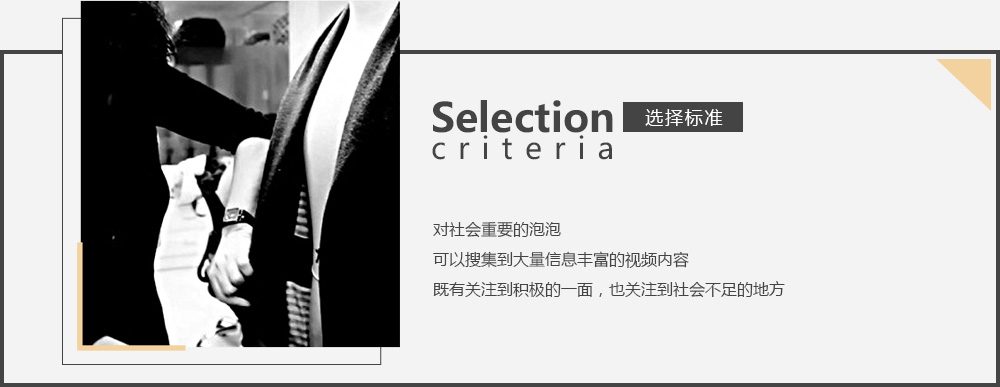 Selection 选择标准
criteria
对社会重要的泡泡
可以搜集到大量信息丰富的视频内容
既有关注到积极的一面，也关注到社会不足的地方